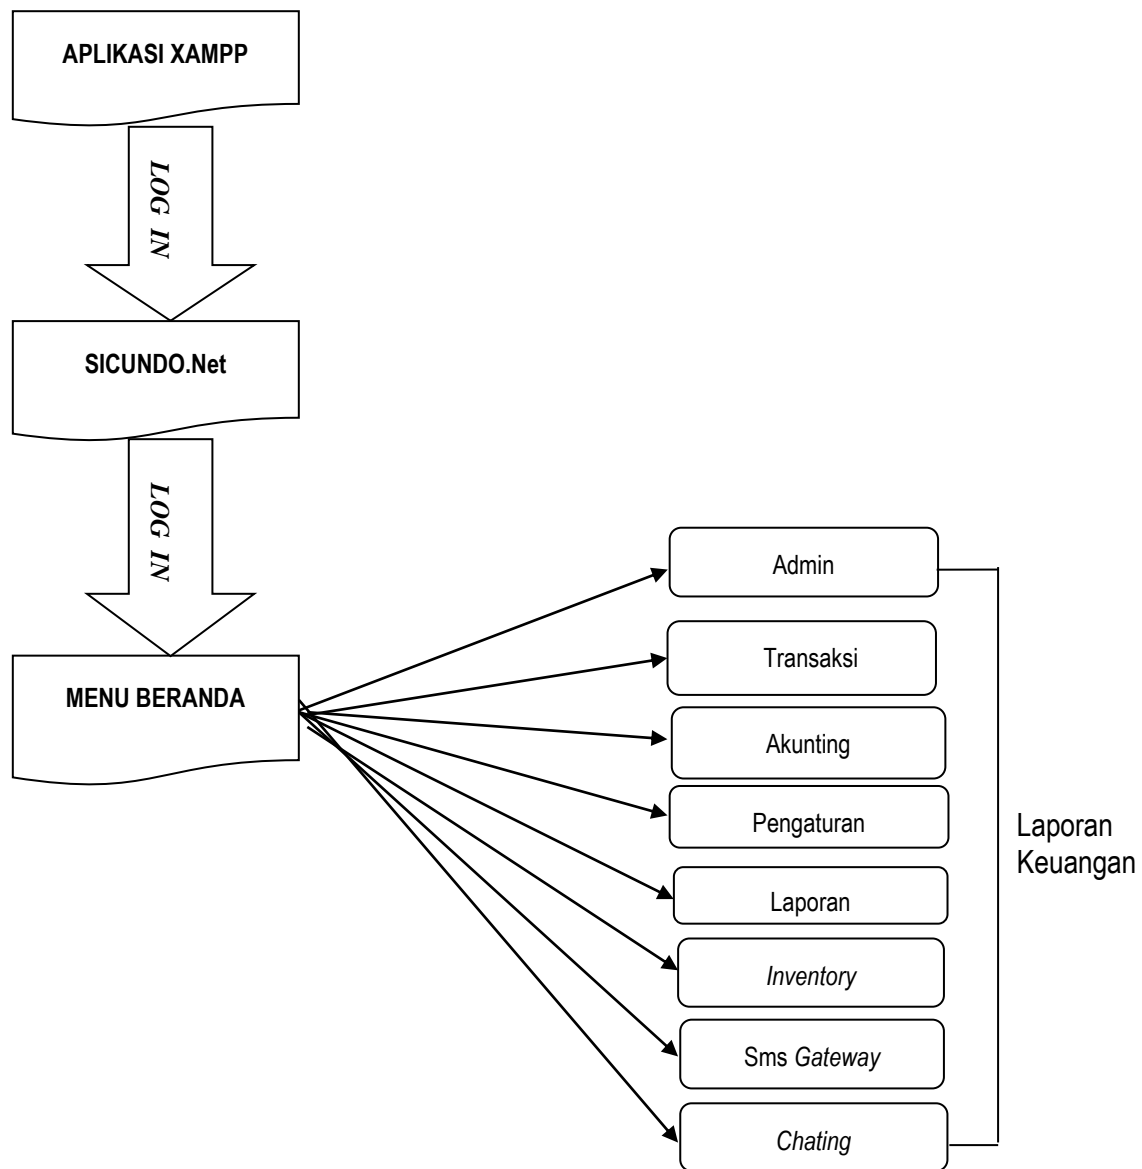 APLIKASI XAMPP
LOG IN
SICUNDO.Net
LOG IN
MENU BERANDA
Admin
Transaksi
Akunting
Pengaturan
Laporan
Inventory
Sms Gateway
Chating
Laporan
Keuangan